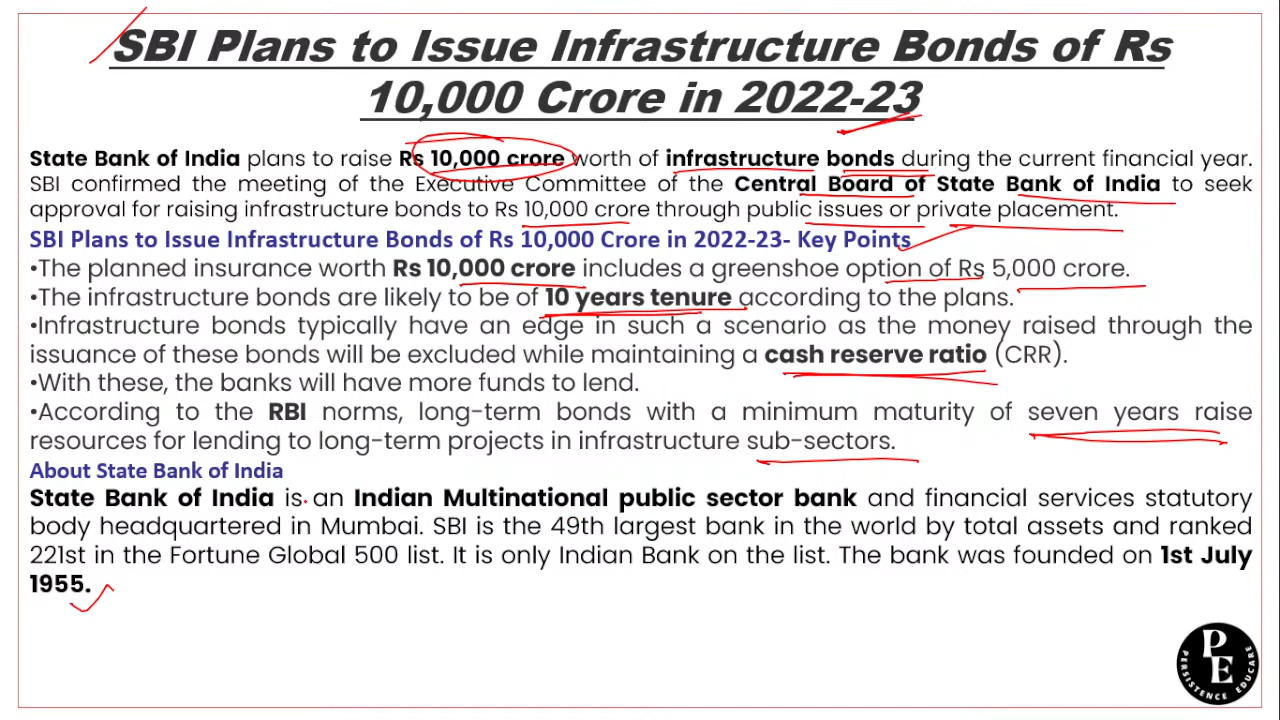 SBI Plans to Issue Infrastructure Bonds of Rs
10,000 Crore in 2022-23
State Bank of India plans to raise Rs 10,000 crore worth of infrastructure bonds during the current financial year.
SBI confirmed the meeting of the Executive Committee of the Central Board of State Bank of India to seek
approval for raising infrastructure bonds to Rs 10,000 crore through public issues or private placement.
SBI Plans to Issue Infrastructure Bonds of Rs 10,000 Crore in 2022-23- Key Points
•The planned insurance worth Rs 10,000 crore includes a greenshoe option of Rs 5,000 crore.
•The infrastructure bonds are likely to be of 10 years tenure according to the plans.
•Infrastructure bonds typically have an edge in such a scenario as the money raised through the
issuance of these bonds will be excluded while maintaining a cash reserve ratio (CRR).
•With these, the banks will have more funds to lend.
•According to the RBI norms, long-term bonds with a minimum maturity of seven years raise
resources for lending to long-term projects in infrastructure sub-sectors.
About State Bank of India
State Bank of India is an Indian Multinational public sector bank and financial services statutory
body headquartered in Mumbai. SBI is the 49th largest bank in the world by total assets and ranked
221st in the Fortune Global 500 list. It is only Indian Bank on the list. The bank was founded on 1st July
1955.
P
E
PERSISTENCE EDUCARE